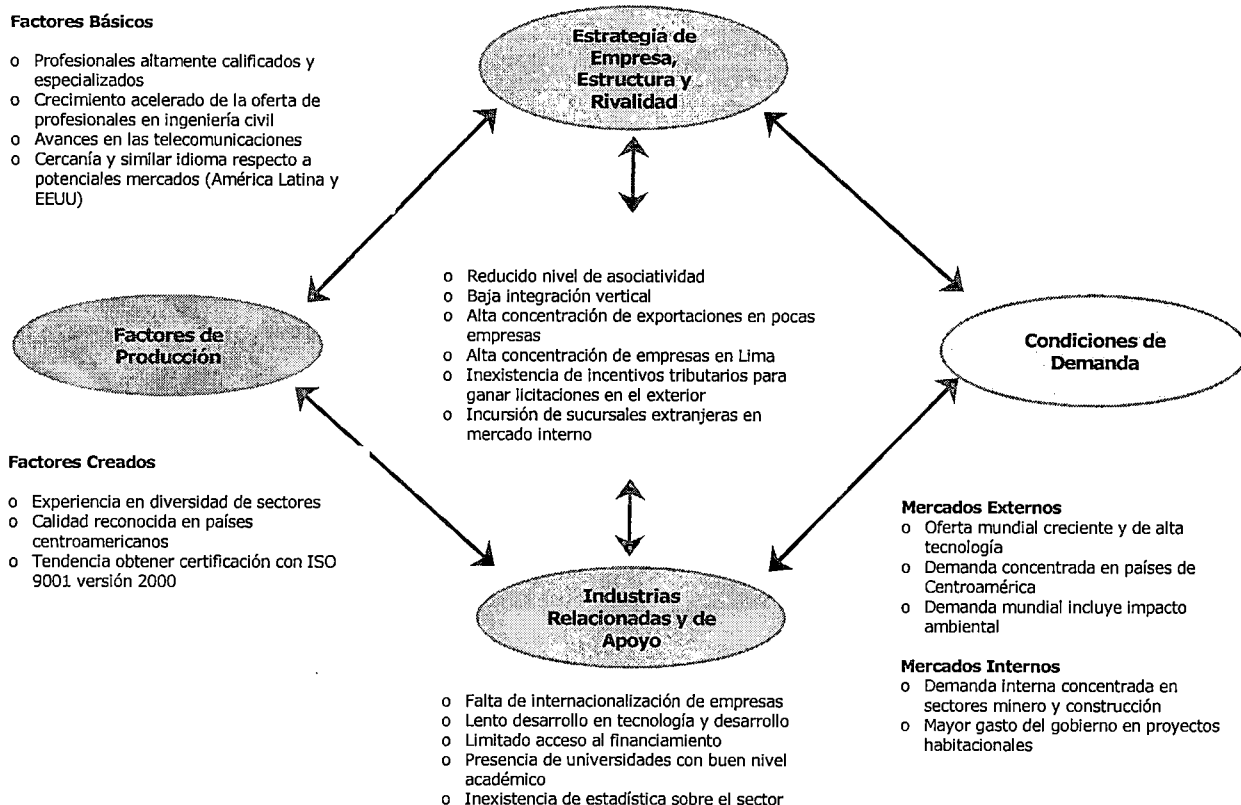 Factores Básicos
o Profesionales altamente calificados y
especializados
o Crecimiento acelerado de la oferta de
profesionales en ingeniería civil
o Avances en las telecomunicaciones
o Cercanía y similar idioma respecto a
potenciales mercados (América Latina y
EEUU)
Estrategia de
Empresa,
Estructura y
Rivalidad
Factores de
Producción
o Reducido nivel de asociatividad
o Baja integración vertical
o Alta concentración de exportaciones en pocas
empresas
o Alta concentración de empresas en Lima
o Inexistencia de incentivos tributarios para
ganar licitaciones en el exterior
o Incursión de sucursales extranjeras en
mercado interno
Condiciones de
Demanda
Factores Creados
o Experiencia en diversidad de sectores
o Calidad reconocida en países
centroamericanos
o Tendencia obtener certificación con ISO
9001 versión 2000
Industrias
Relacionadas y de
Apoyo
o Falta de internacionalización de empresas
o Lento desarrollo en tecnología y desarrollo
o Limitado acceso al financiamiento
o Presencia de universidades con buen nivel
académico
o Inexistencia de estadística sobre el sector
Mercados Externos
o Oferta mundial creciente y de alta
tecnología
o Demanda concentrada en países de
Centroamérica
o Demanda mundial incluye impacto
ambiental
Mercados Internos
o Demanda interna concentrada en
sectores minero y construcción
o Mayor gasto del gobierno en proyectos
habitacionales